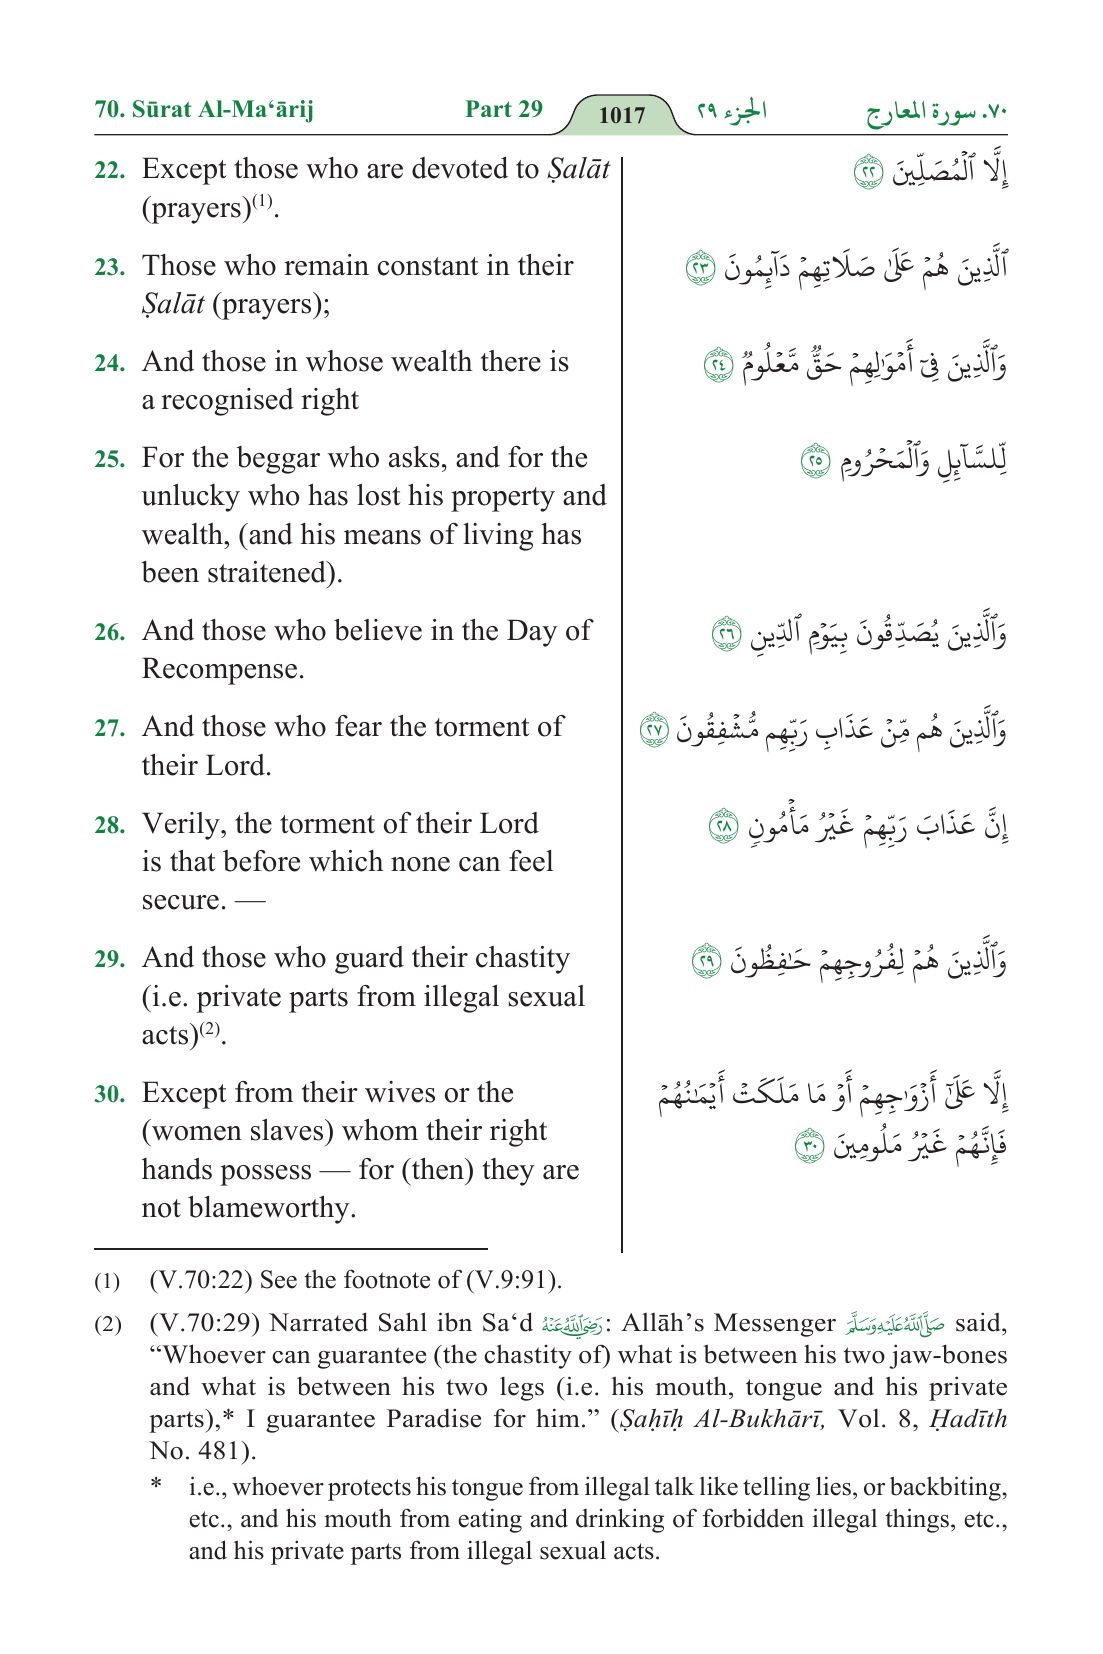 70. Sūrat Al-Ma‘ārij Part 29 1017 الجزء ٢٩ ٧٠. سورة المعارج
22. Except those who are devoted to Ṣalāt
(prayers)(1).
إِلَّا ٱلْمُصَلِّينَ ٢٢
23. Those who remain constant in their
Ṣalāt (prayers);
ٱلَّذِينَ هُمْ عَلَىٰ صَلَاتِهِمْ دَآئِمُونَ ٢٣
24. And those in whose wealth there is
a recognised right
وَٱلَّذِينَ فِىٓ أَمْوَٰلِهِمْ حَقٌّ مَّعْلُومٌ ٢٤
25. For the beggar who asks, and for the
unlucky who has lost his property and
wealth, (and his means of living has
been straitened).
لِّلسَّآئِلِ وَٱلْمَحْرُومِ ٢٥
26. And those who believe in the Day of
Recompense.
وَٱلَّذِينَ يُصَدِّقُونَ بِيَوْمِ ٱلدِّينِ ٢٦
27. And those who fear the torment of
their Lord.
وَٱلَّذِينَ هُم مِّنْ عَذَابِ رَبِّهِم مُّشْفِقُونَ ٢٧
28. Verily, the torment of their Lord
is that before which none can feel
secure. —
إِنَّ عَذَابَ رَبِّهِمْ غَيْرُ مَأْمُونٍ ٢٨
29. And those who guard their chastity
(i.e. private parts from illegal sexual
acts)(2).
وَٱلَّذِينَ هُمْ لِفُرُوجِهِمْ حَٰفِظُونَ ٢٩
30. Except from their wives or the
(women slaves) whom their right
hands possess — for (then) they are
not blameworthy.
إِلَّا عَلَىٰٓ أَزْوَٰجِهِمْ أَوْ مَا مَلَكَتْ أَيْمَٰنُهُمْ
فَإِنَّهُمْ غَيْرُ مَلُومِينَ ٣٠
(1) (V.70:22) See the footnote of (V.9:91).
(2) (V.70:29) Narrated Sahl ibn Sa‘d رَضِيَ ٱللَّهُ عَنْهُ: Allāh’s Messenger صَلَّى ٱللَّهُ عَلَيْهِ وَسَلَّمَ said,
“Whoever can guarantee (the chastity of) what is between his two jaw-bones
and what is between his two legs (i.e. his mouth, tongue and his private
parts),* I guarantee Paradise for him.” (Ṣaḥīḥ Al-Bukhārī, Vol. 8, Ḥadīth
No. 481).
* i.e., whoever protects his tongue from illegal talk like telling lies, or backbiting,
etc., and his mouth from eating and drinking of forbidden illegal things, etc.,
and his private parts from illegal sexual acts.